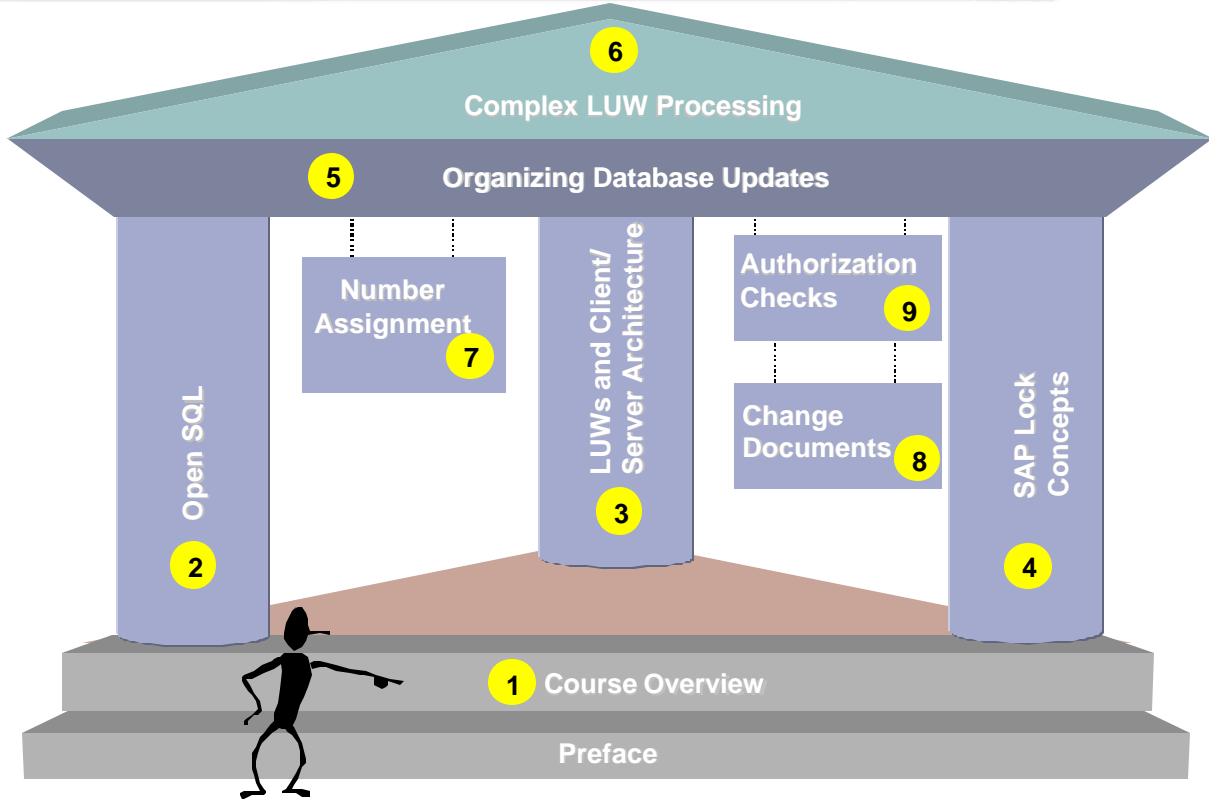 6
Complex LUW Processing
5
Organizing Database Updates
Number
Assignment
7
LUWs and Client/
Server Architecture
3
Authorization
Checks
9
Change
Documents
8
Open SQL
2
SAP Lock
Concepts
4
1
Course Overview
Preface